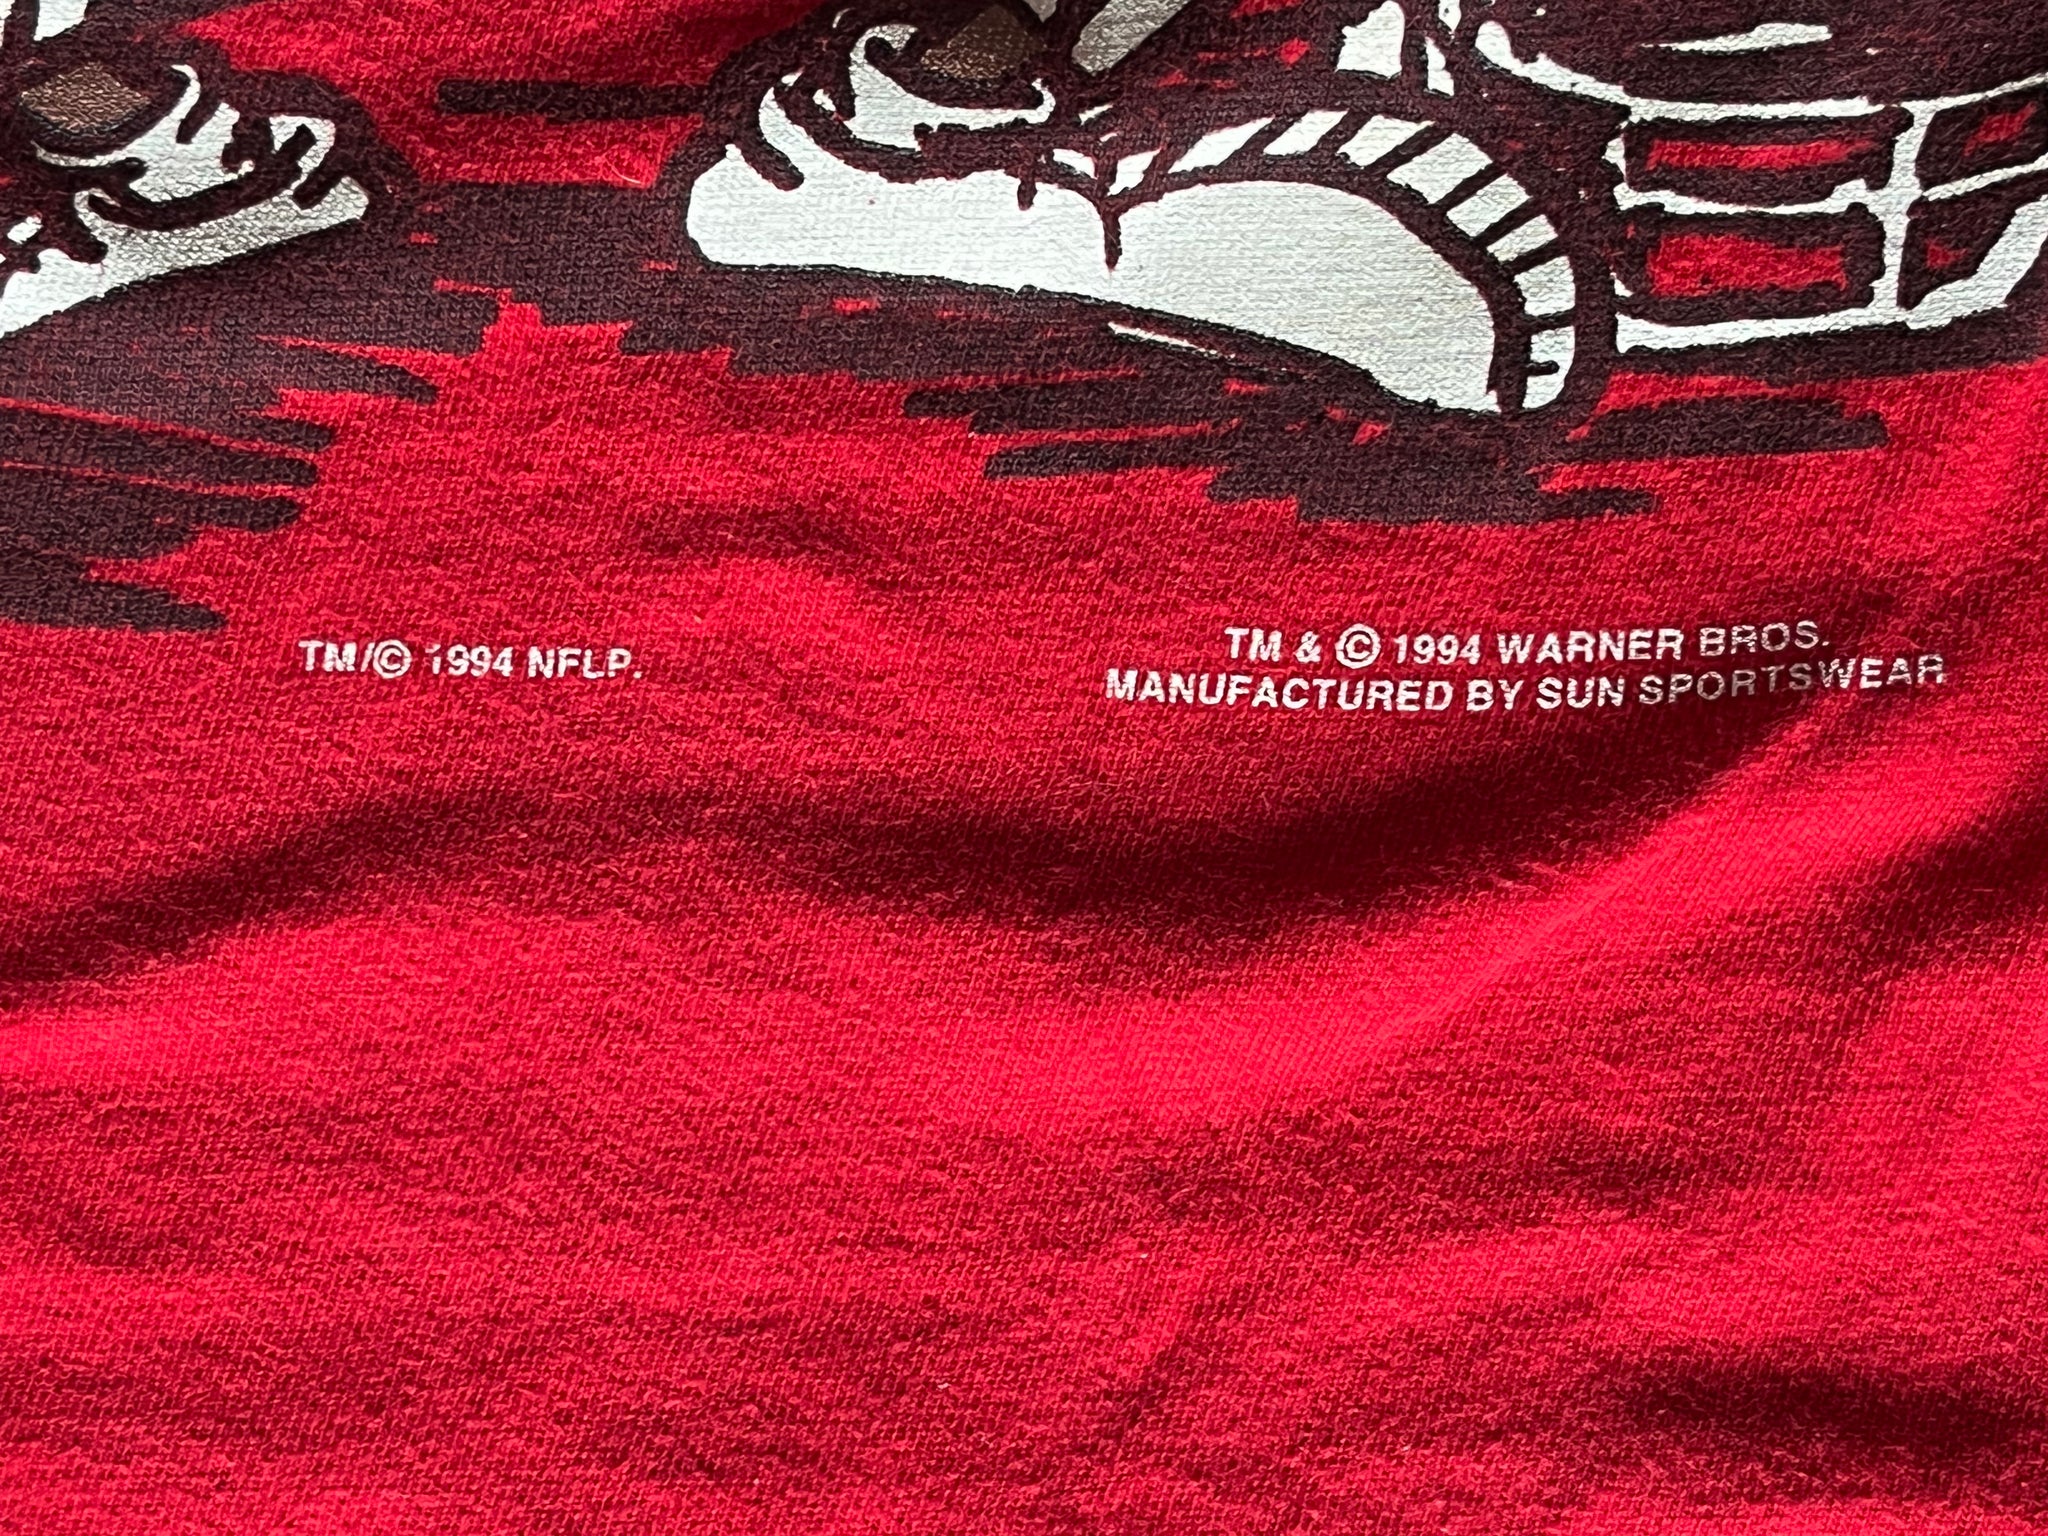 TM/© 1994 NFLP.
TM & © 1994 WARNER BROS.
MANUFACTURED BY SUN SPORTSWEAR